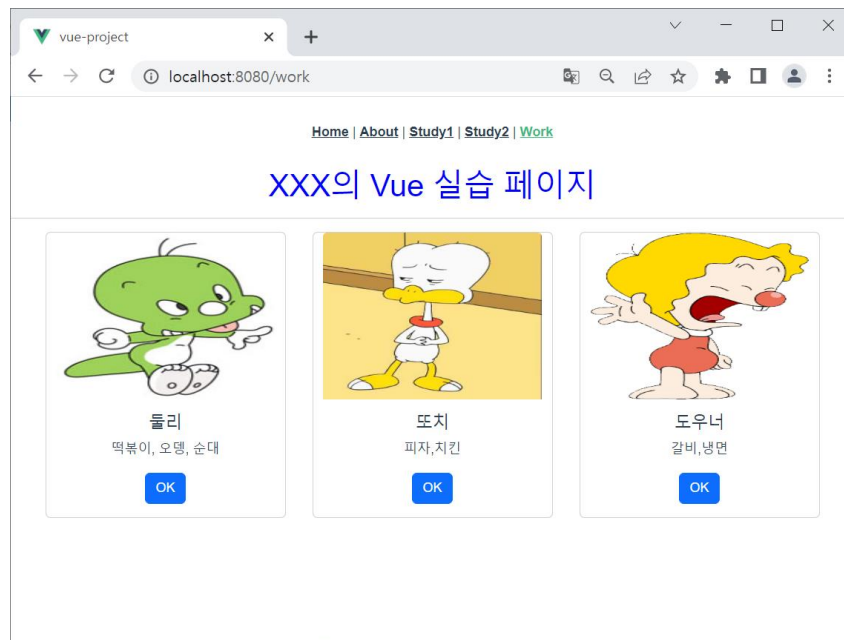 vue-project
localhost:8080/work
Home | About | Study1 | Study2 | Work
XXX의 Vue 실습 페이지
둘리
떡볶이, 오뎅, 순대
OK
또치
피자,치킨
OK
도우너
갈비,냉면
OK